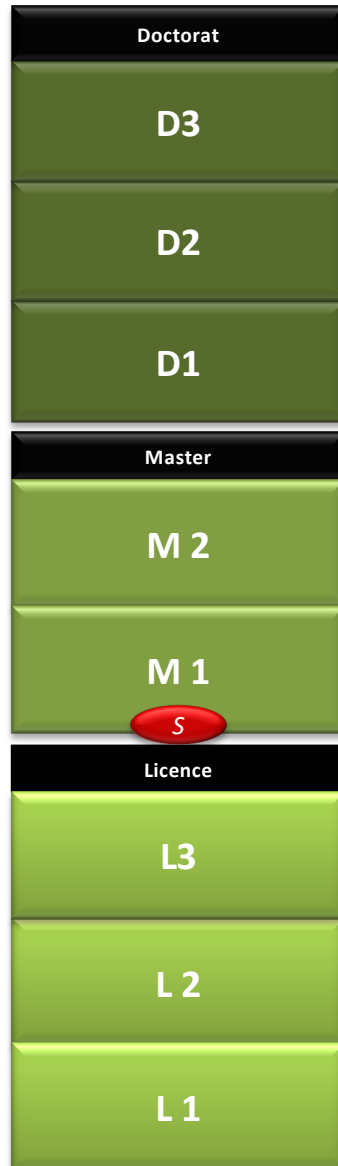 Doctorat
D3
D2
D1
Master
M 2
M 1
S
Licence
L3
L 2
L 1